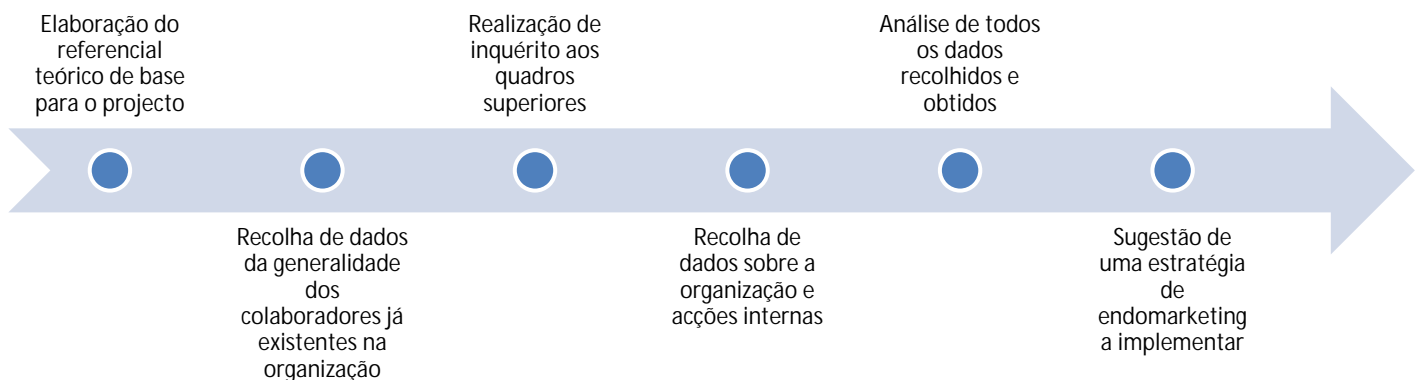 Elaboração do
referencial
teórico de base
para o projecto
Recolha de dados
da generalidade
dos
colaboradores já
existentes na
organização
Realização de
inquérito aos
quadros
superiores
Recolha de
dados sobre a
organização e
acções internas
Análise de todos
os dados
recolhidos e
obtidos
Sugestão de
uma estratégia
de
endomarketing
a implementar